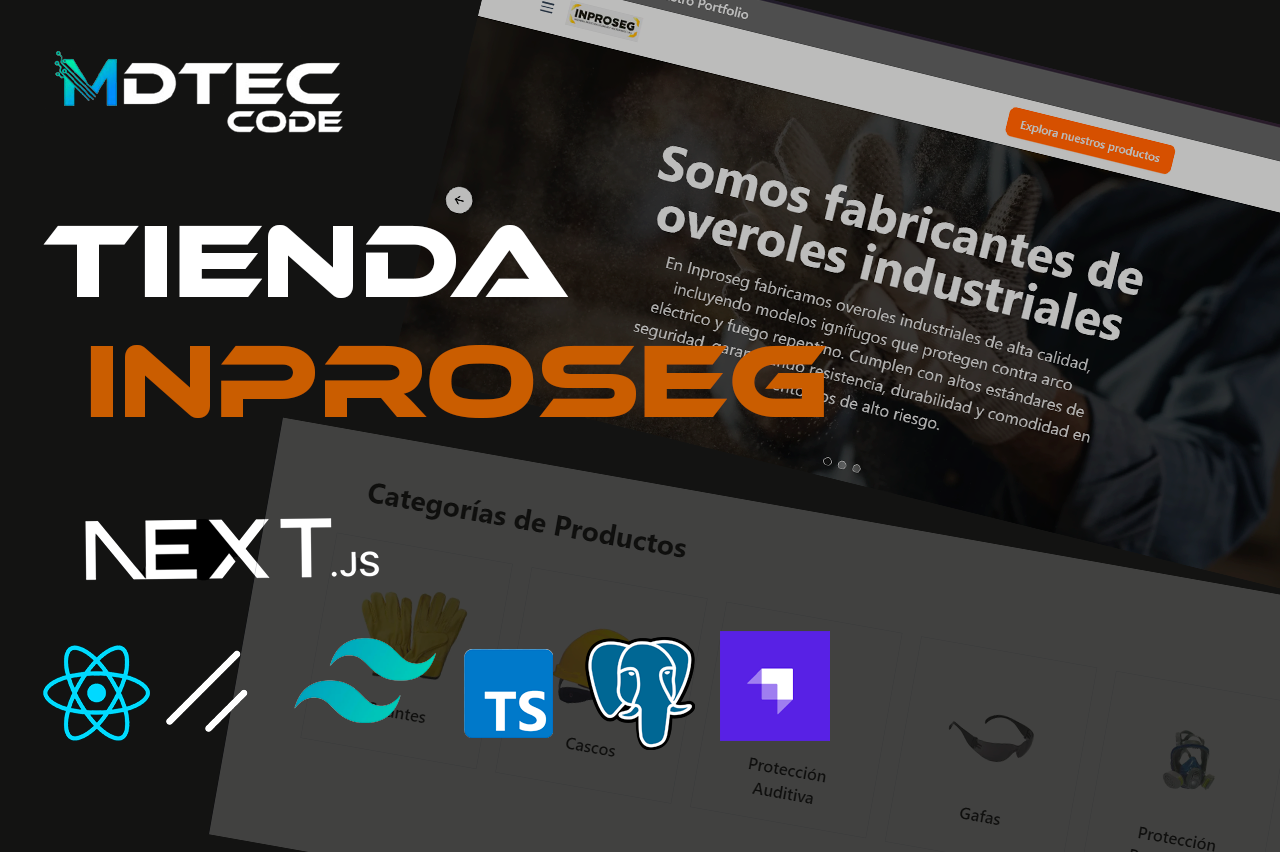 MDTEC
CODE
TIENDA
INPROSEG
NEXT.JS
TS
Portfolio
INPROSEG
Explora nuestros productos
Somos fabricantes de
overoles industriales
En Inproseg fabricamos overoles industriales de alta calidad,
incluyendo modelos ignífugos que protegen contra arco
eléctrico y fuego repentino. Cumplen con altos estándares de
seguridad, resistencia, durabilidad y comodidad en
de alto riesgo.
Categorías de Productos
Cascos
Protección
Auditiva
Gafas
Protección